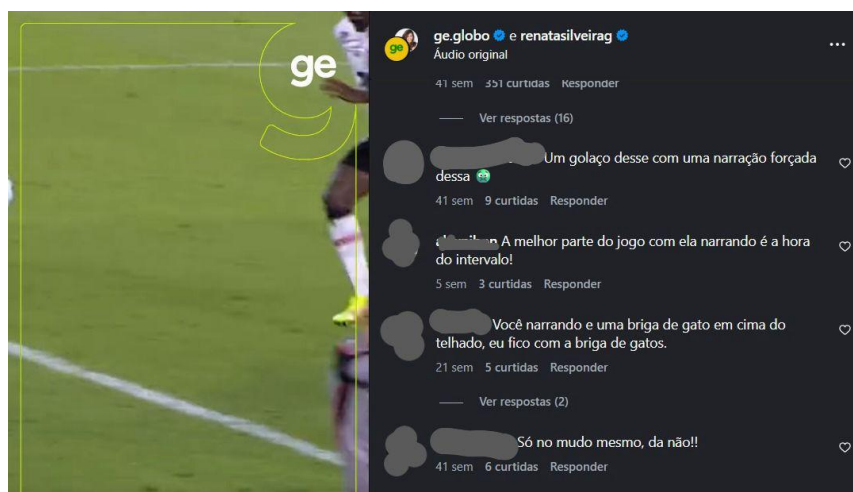 ge
ge
ge.globo e renatasilveirag
Áudio original
41 sem 351 curtidas Responder
Ver respostas (16)
Um golaço desse com uma narração forçada
dessa
41 sem 9 curtidas Responder
A melhor parte do jogo com ela narrando é a hora
do intervalo!
5 sem 3 curtidas Responder
Você narrando e uma briga de gato em cima do
telhado, eu fico com a briga de gatos.
21 sem 5 curtidas Responder
Ver respostas (2)
Só no mudo mesmo, da não!!
41 sem 6 curtidas Responder